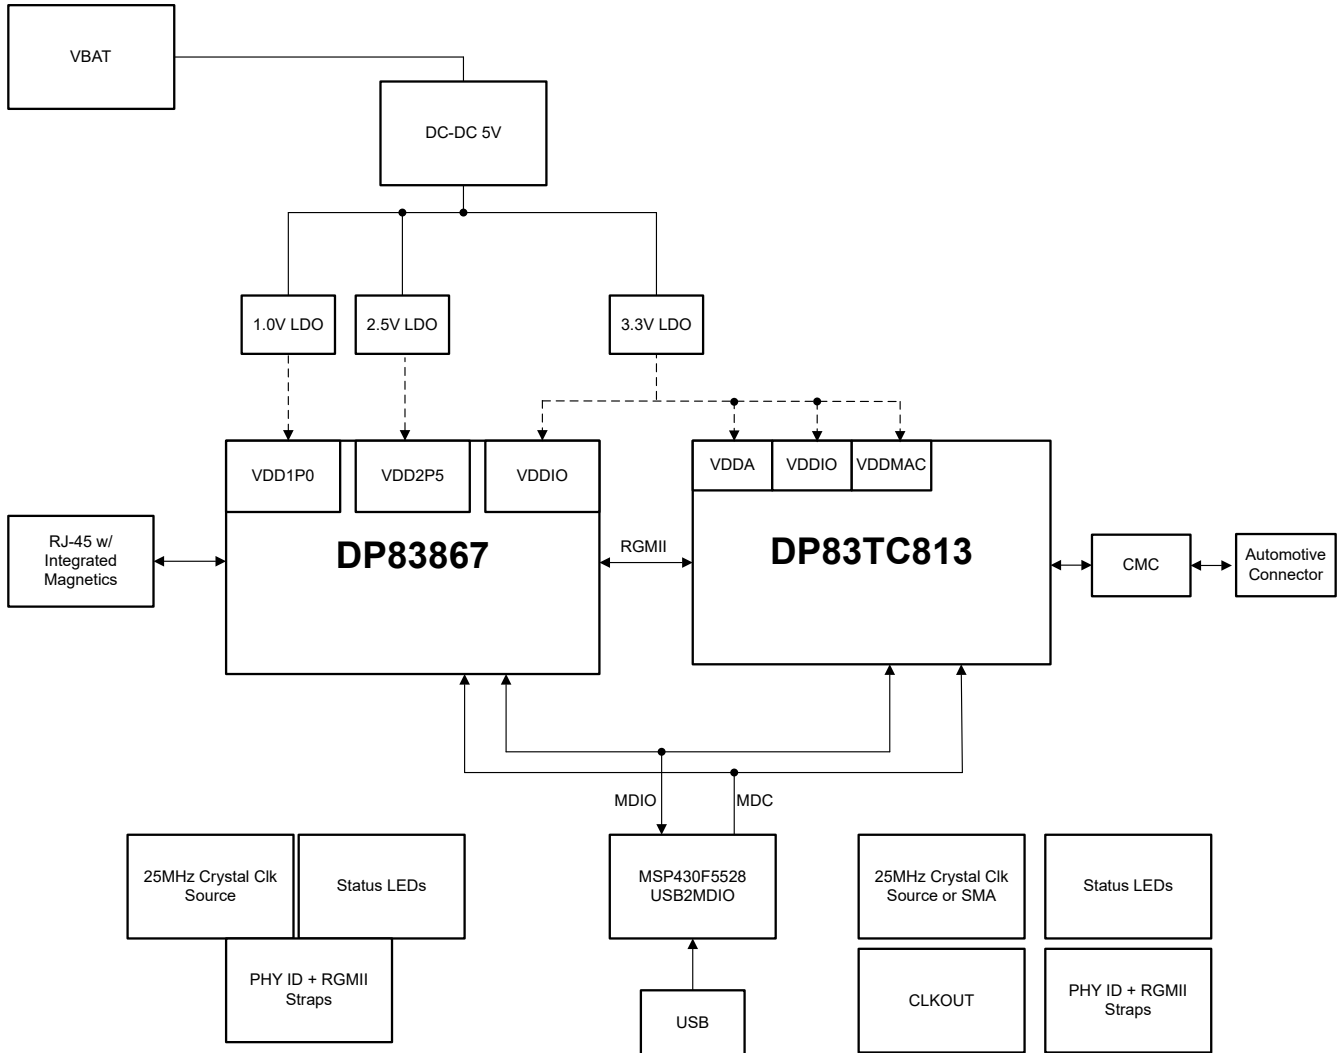 VBAT
DC-DC 5V
1.0V LDO
2.5V LDO
3.3V LDO
VDD1P0
VDD2P5
VDDIO
VDDA
VDDIO
VDDMAC
RJ-45 w/
Integrated
Magnetics
DP83867
RGMII
DP83TC813
CMC
Automotive
Connector
MDIO
MDC
25MHz Crystal Clk
Source
Status LEDs
PHY ID + RGMII
Straps
MSP430F5528
USB2MDIO
USB
25MHz Crystal Clk
Source or SMA
Status LEDs
CLKOUT
PHY ID + RGMII
Straps